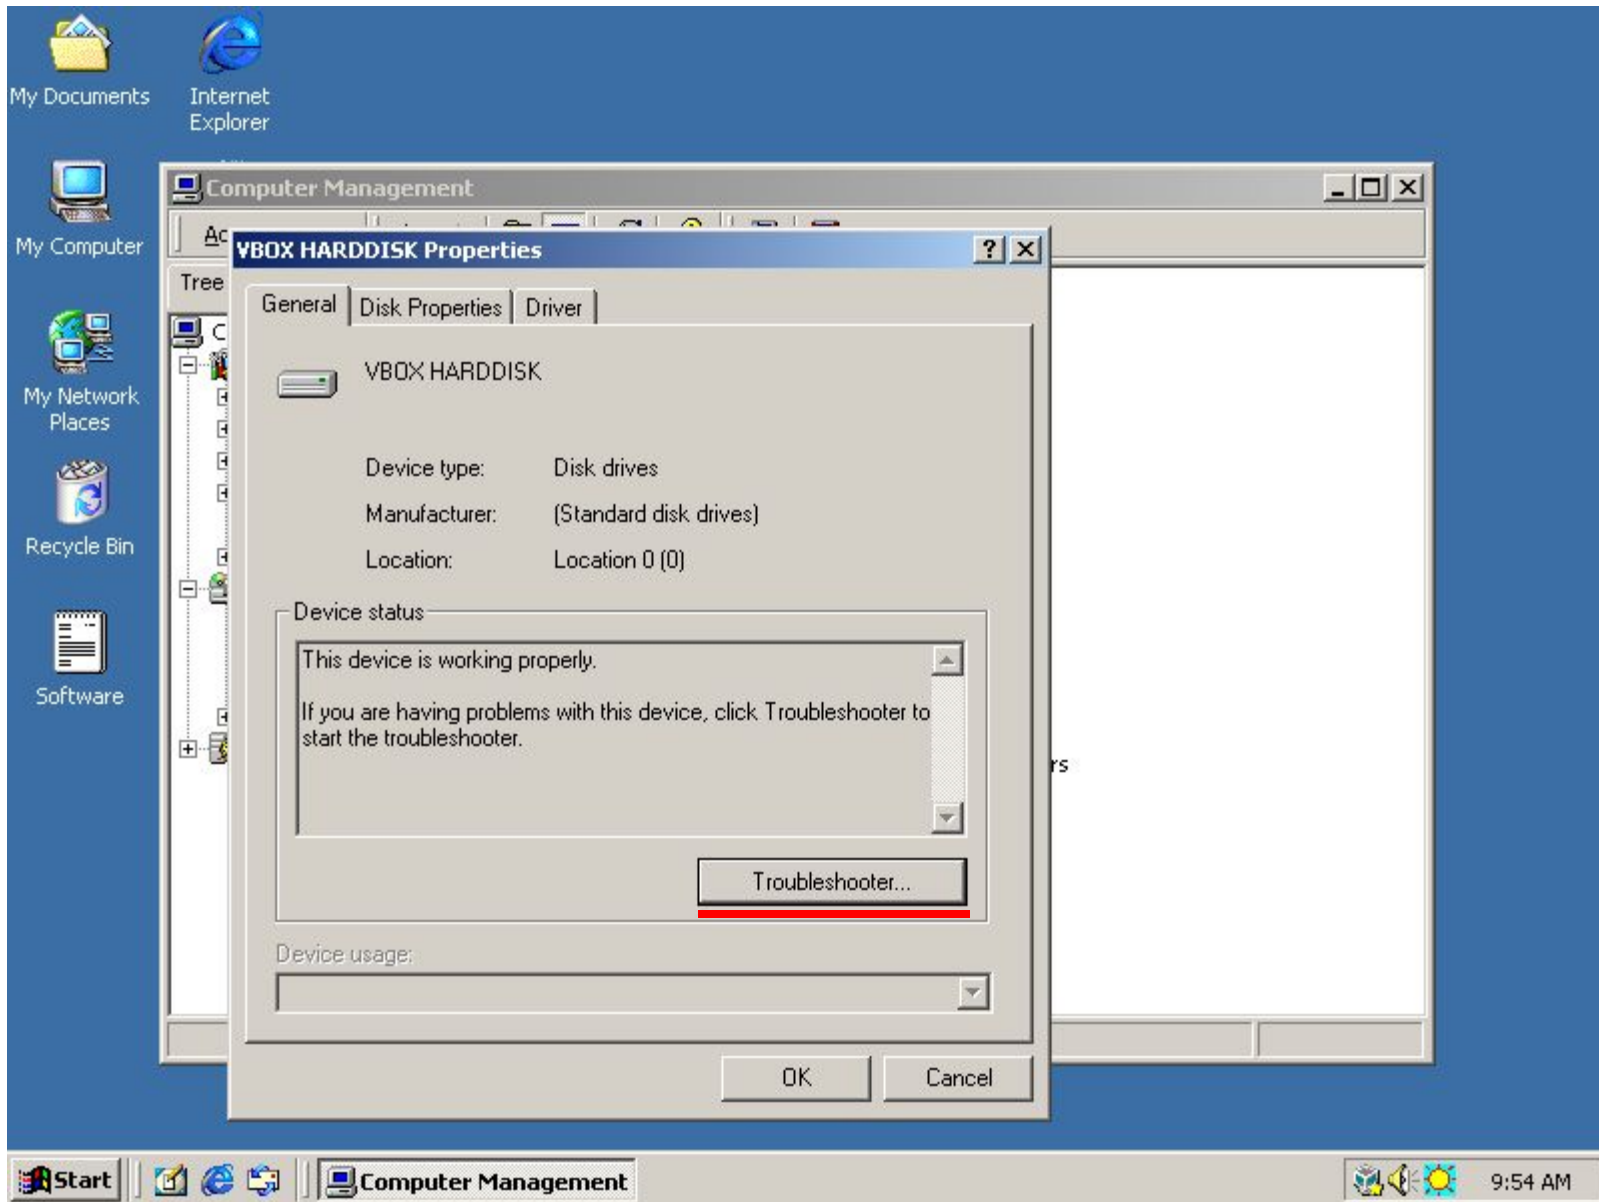 My Documents
Internet
Explorer
My Computer
My Network
Places
Recycle Bin
Software
Computer Management
Tree
VBOX HARDDISK Properties
General
Disk Properties
Driver
VBOX HARDDISK
Device type:
Disk drives
Manufacturer:
(Standard disk drives)
Location:
Location 0 (0)
Device status
This device is working properly.
If you are having problems with this device, click Troubleshooter to
start the troubleshooter.
Troubleshooter...
Device usage:
OK
Cancel
Start
Computer Management
9:54 AM